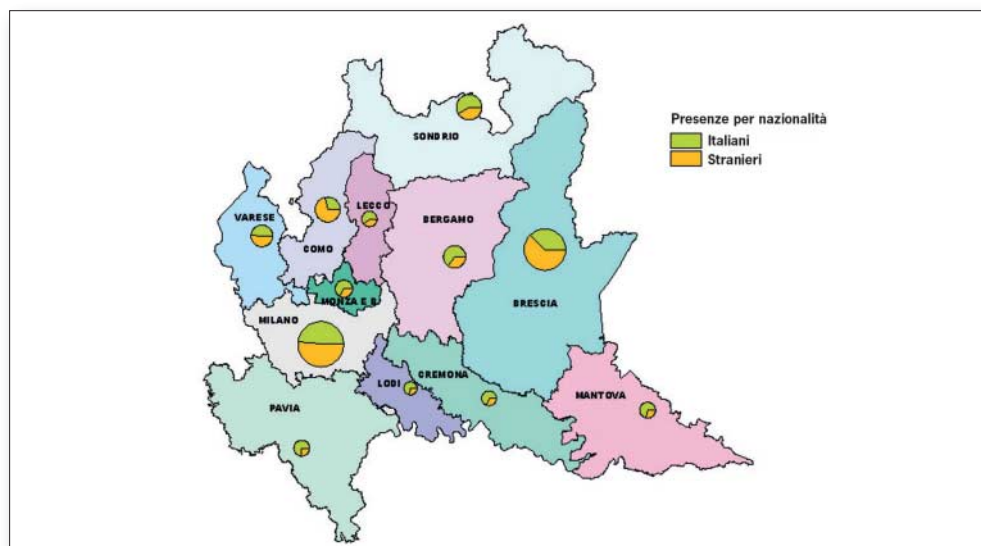 SONDRIO
Presenze per nazionalità
Italiani
Stranieri
VARESE
LECCO
COMO
BERGAMO
BRESCIA
MONZA E B.
MILANO
LODI
CREMONA
MANTOVA
PAVIA